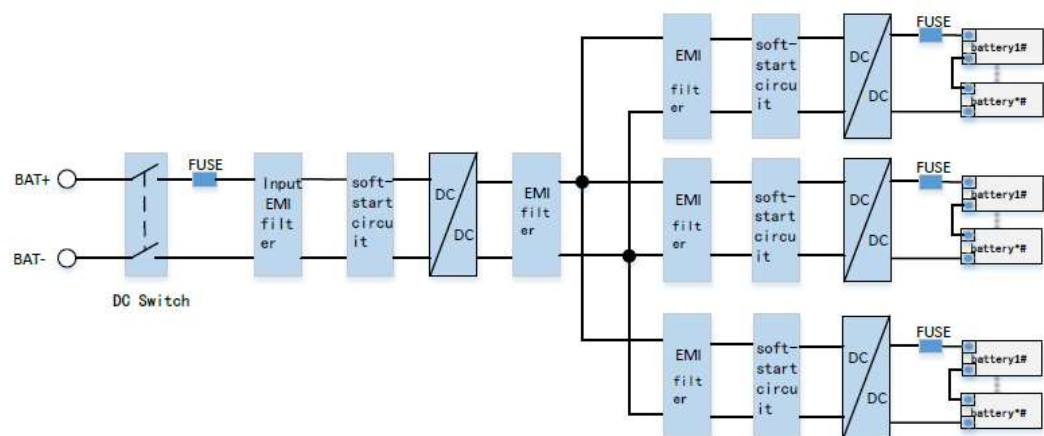 BAT+
BAT-
DC Switch
FUSE
Input
EMI
filt
er
soft-
start
circu
it
DC
DC
EMI
filt
er
EMI
filt
er
soft-
start
circu
it
DC
DC
FUSE
battery1#
battery*#
EMI
filt
er
soft-
start
circu
it
DC
DC
FUSE
battery1#
battery*#
EMI
filt
er
soft-
start
circu
it
DC
DC
FUSE
battery1#
battery*#